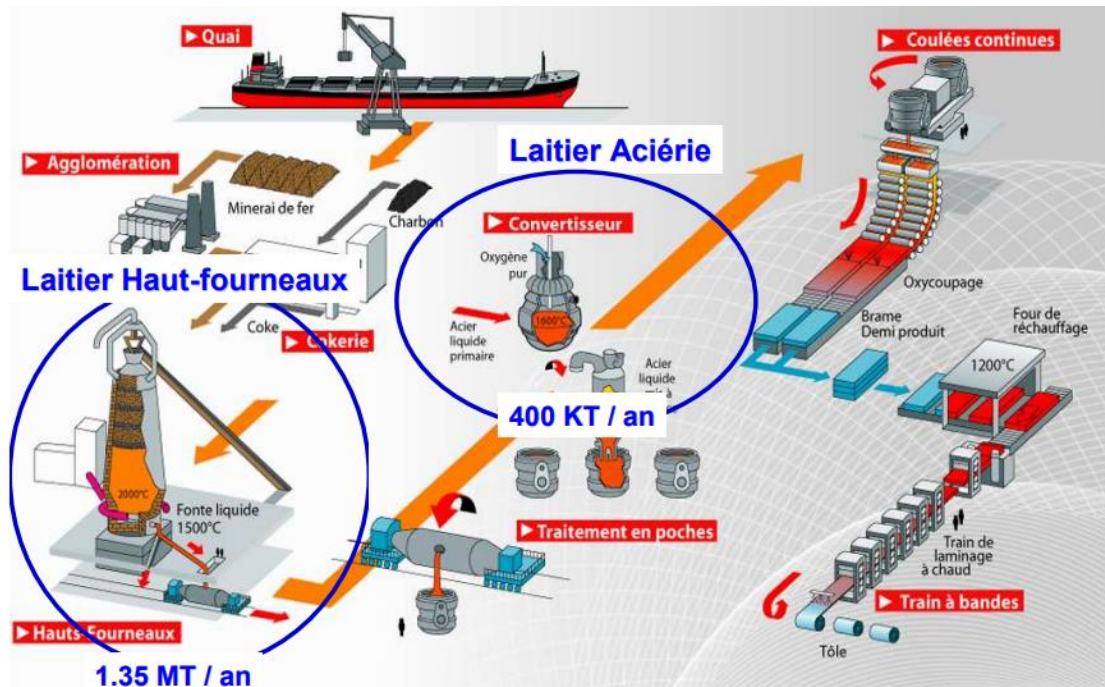 Quai
Coulées continues
Laitier Aciérie
Agglomération
Minerai de fer
Charbon
Convertisseur
Oxygène
pur
1600°C
Acier
liquide
primaire
Laitier Haut-fourneaux
Coke
Cokerie
Oxycoupage
Brame
Demi produit
Four de
réchauffage
1200°C
Acier
liquide
400 KT / an
2000°C
Fonte liquide
1500°C
Traitement en poches
Train de
laminage
à chaud
Train à bandes
Tôle
Hauts-Fourneaux
1.35 MT / an